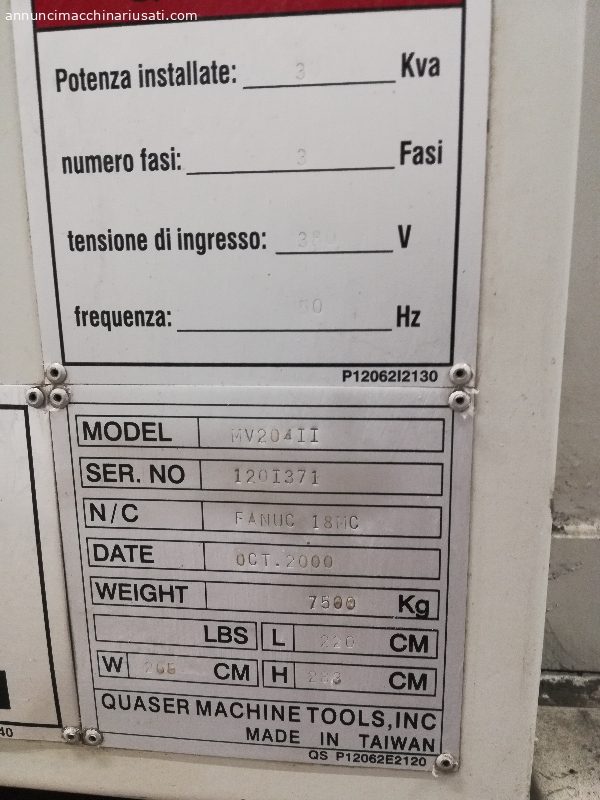 annuncimacchinariusati.com
Potenza installate: 3 Kva
numero fasi: 3 Fasi
tensione di ingresso: V
frequenza: Hz
P12062I2130
MODEL MV204II
SER. NO 120I371
N/C FANUC 18MC
DATE OCT.2000
WEIGHT 7500 Kg
LBS L 220 CM
W CM H CM
QUASER MACHINE TOOLS,INC
MADE IN TAIWAN
QS P12062E2120
40